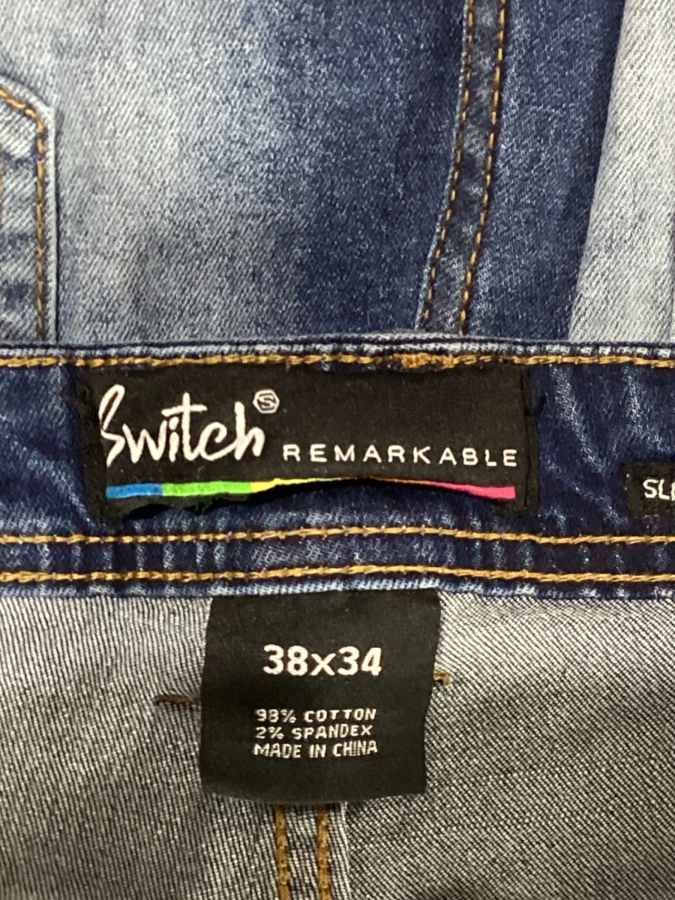 Switch REMARKABLE
S
38x34
98% COTTON
2% SPANDEX
MADE IN CHINA